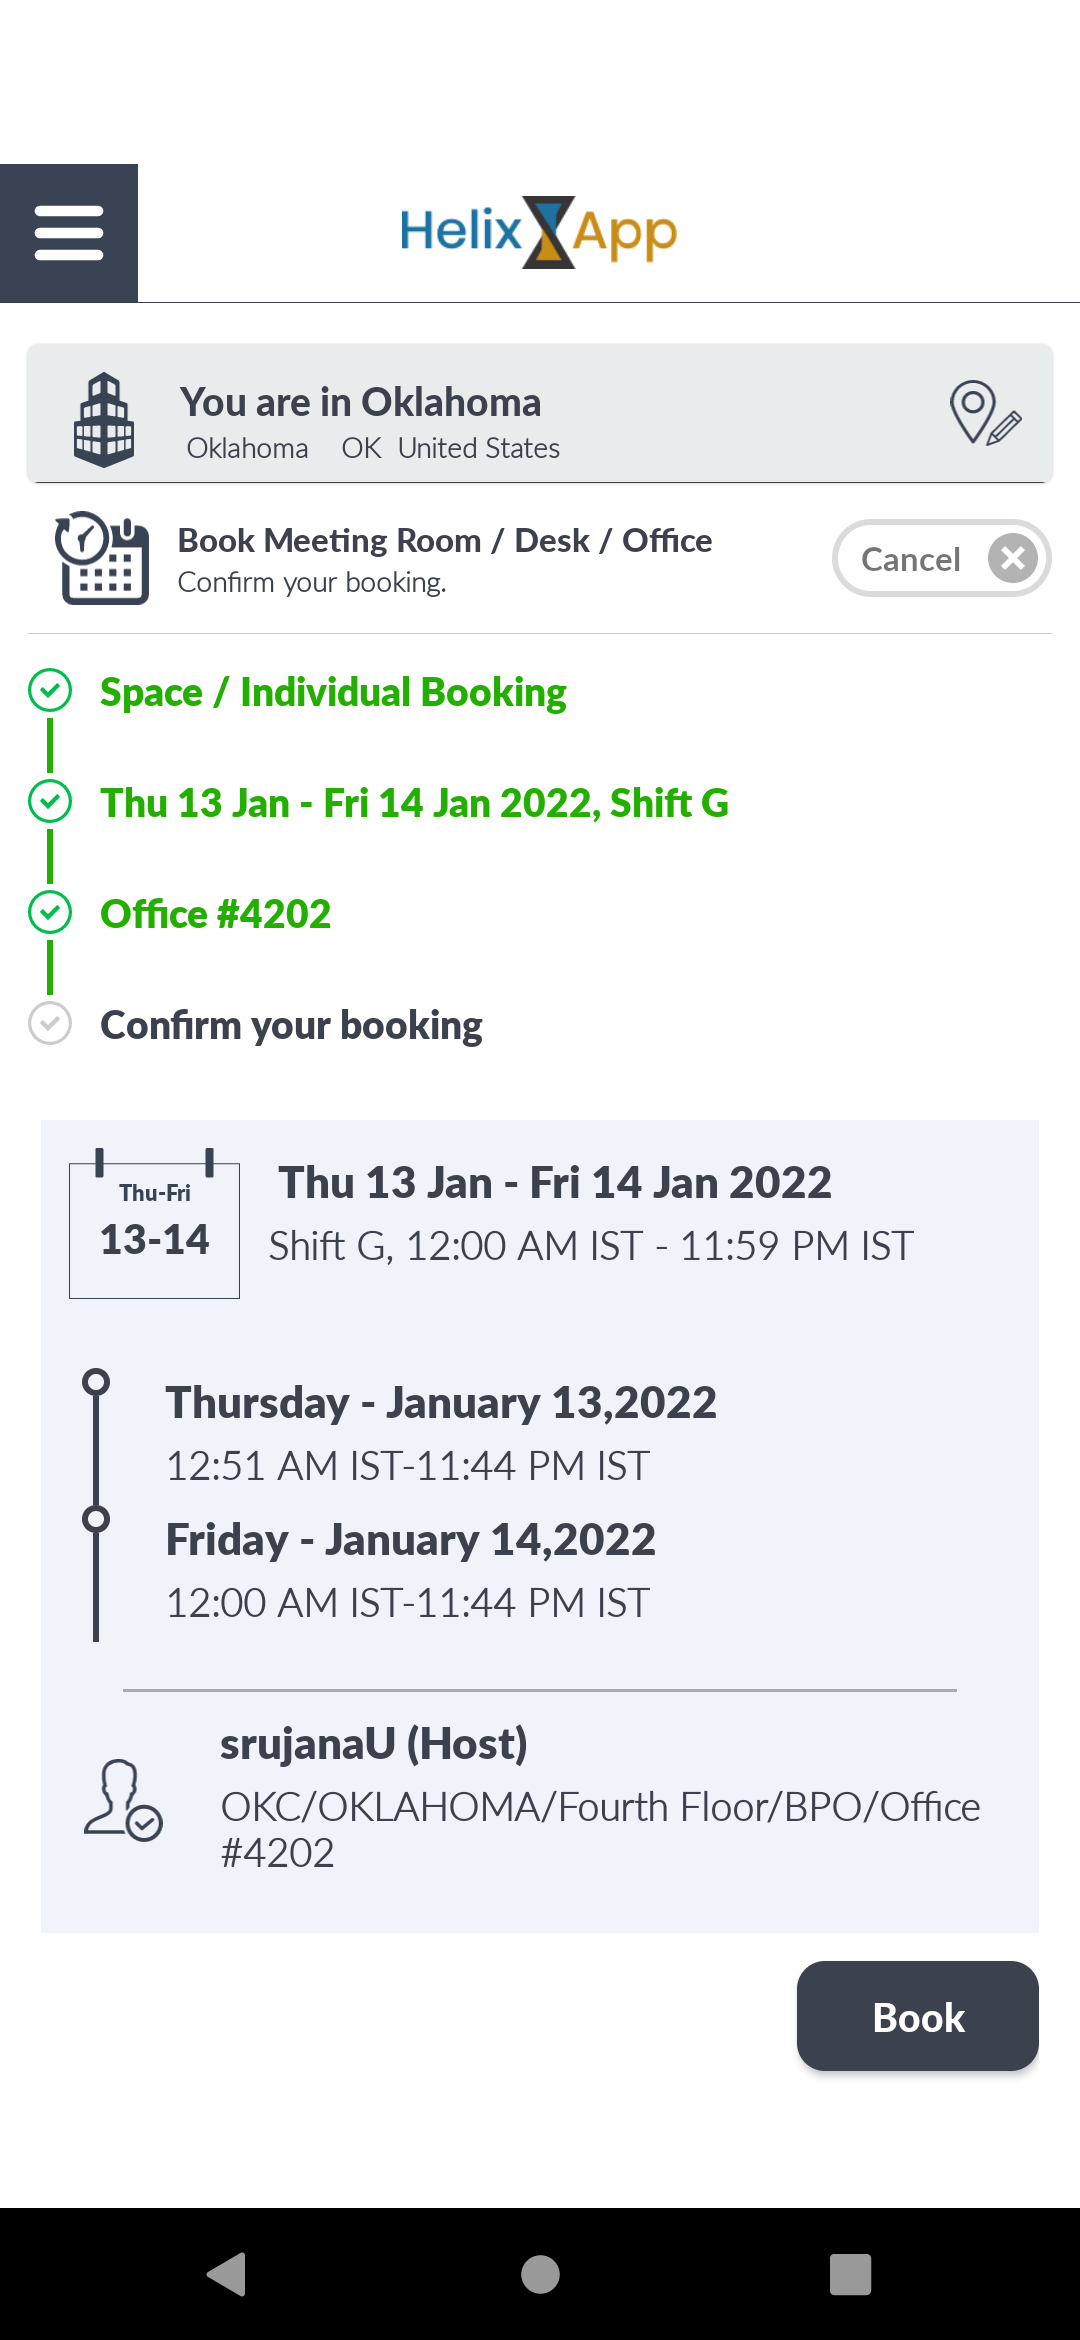 Helix App
You are in Oklahoma
Oklahoma OK United States
Book Meeting Room / Desk / Office
Confirm your booking.
Cancel
Space / Individual Booking
Thu 13 Jan - Fri 14 Jan 2022, Shift G
Office #4202
Confirm your booking
Thu-Fri
13-14
Thu 13 Jan - Fri 14 Jan 2022
Shift G, 12:00 AM IST - 11:59 PM IST
Thursday - January 13,2022
12:51 AM IST-11:44 PM IST
Friday - January 14,2022
12:00 AM IST-11:44 PM IST
srujanaU (Host)
OKC/OKLAHOMA/Fourth Floor/BPO/Office
#4202
Book